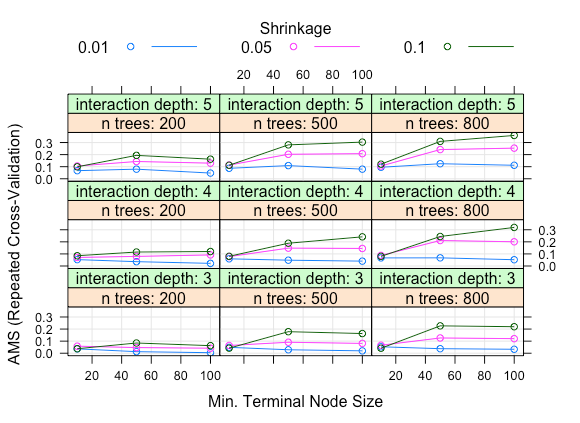 Shrinkage
0.01 0.05 0.1
20 40 60 80 100
interaction depth: 5 interaction depth: 5 interaction depth: 5
n trees: 200 n trees: 500 n trees: 800
0.3
0.2
0.1
0.0
interaction depth: 4 interaction depth: 4 interaction depth: 4
n trees: 200 n trees: 500 n trees: 800
0.3
0.2
0.1
0.0
interaction depth: 3 interaction depth: 3 interaction depth: 3
n trees: 200 n trees: 500 n trees: 800
0.3
0.2
0.1
0.0
20 40 60 80 100 20 40 60 80 100
Min. Terminal Node Size
AMS (Repeated Cross-Validation)